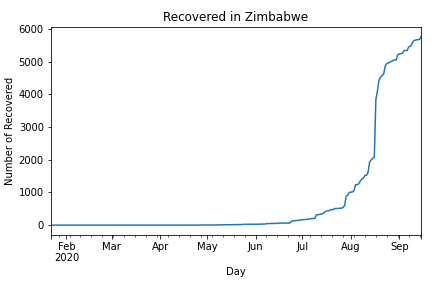 Recovered in Zimbabwe
Number of Recovered
6000
5000
4000
3000
2000
1000
0
Feb Mar Apr May Jun Jul Aug Sep
2020
Day